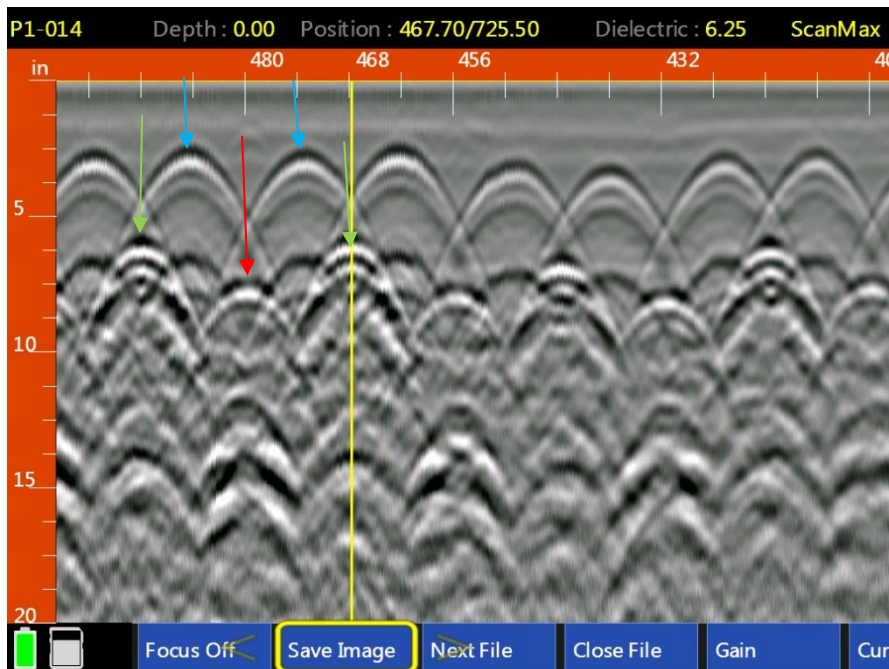 P1-014 Depth : 0.00 Position : 467.70/725.50 Dielectric : 6.25 ScanMax
in 480 468 456 432
5
10
15
20
Focus Off Save Image Next File Close File Gain